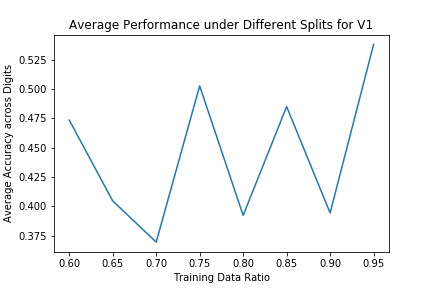 Average Performance under Different Splits for V1
Average Accuracy across Digits
0.525
0.500
0.475
0.450
0.425
0.400
0.375
0.60 0.65 0.70 0.75 0.80 0.85 0.90 0.95
Training Data Ratio